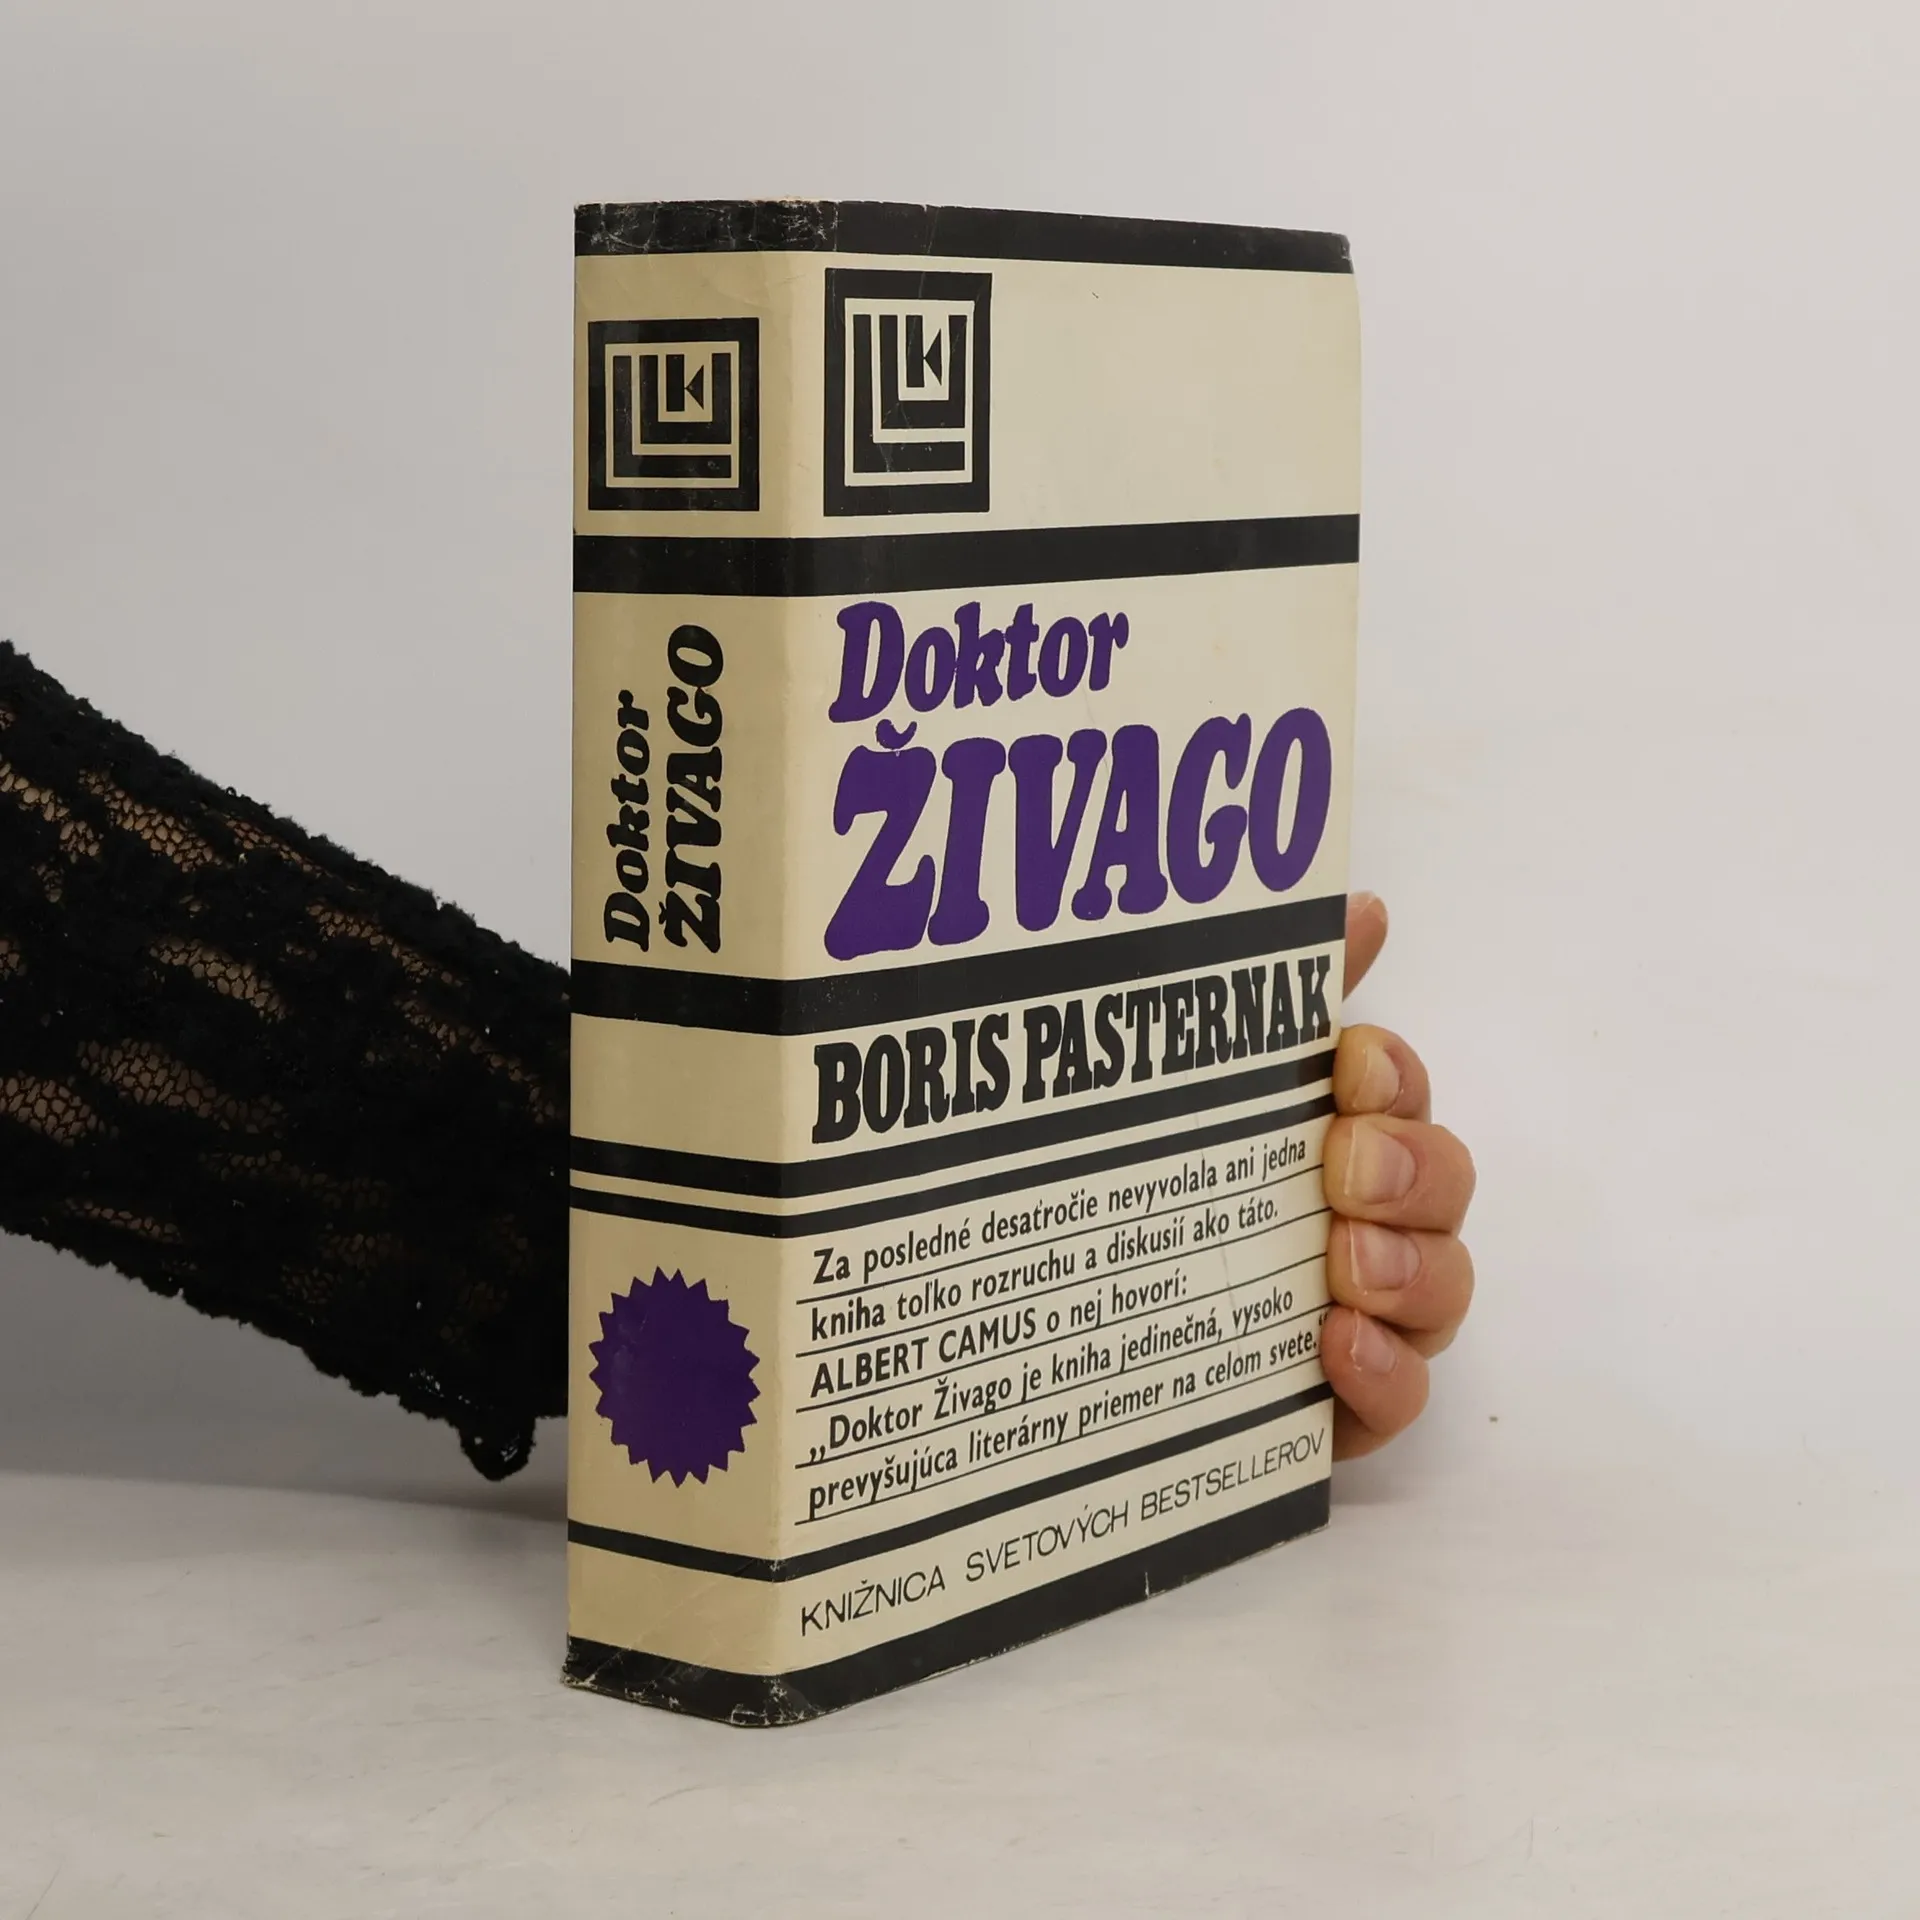 Doktor
ŽIVAGO
K
K
Doktor
ŽIVAGO
BORIS PASTERNAK
Za posledné desaťročie nevyvolala ani jedna
kniha toľko rozruchu a diskusií ako táto.
ALBERT CAMUS o nej hovorí:
„Doktor Živago je kniha jedinečná, vysoko
prevyšujúca literárny priemer na celom svete.“
KNIŽNICA SVETOVÝCH BESTSELLEROV